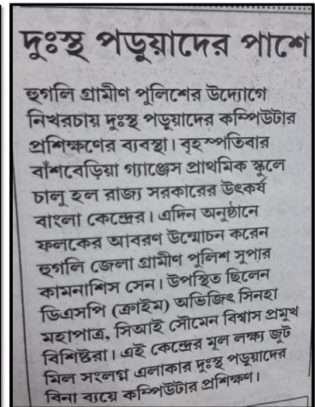 দুঃস্থ পড়ুয়াদের পাশে
হুগলি গ্রামীণ পুলিশের উদ্যোগে
নিখরচায় দুঃস্থ পড়ুয়াদের কম্পিউটার
প্রশিক্ষণের ব্যবস্থা। বৃহস্পতিবার
বাঁশবেড়িয়া গ্যাঞ্জেস প্রাথমিক স্কুলে
চালু হল রাজ্য সরকারের উৎকর্ষ
বাংলা কেন্দ্রের। এদিন অনুষ্ঠানে
ফলকের আবরণ উন্মোচন করেন
হুগলি জেলা গ্রামীণ পুলিশ সুপার
কামনাশিস সেন। উপস্থিত ছিলেন
ডিএসপি (ক্রাইম) অভিজিৎ সিনহা
মহাপাত্র, সিআই সৌমেন বিশ্বাস প্রমুখ
বিশিষ্টরা। এই কেন্দ্রের মূল লক্ষ্য জুট
মিল সংলগ্ন এলাকার দুঃস্থ পড়ুয়াদের
বিনা ব্যয়ে কম্পিউটার প্রশিক্ষণ।